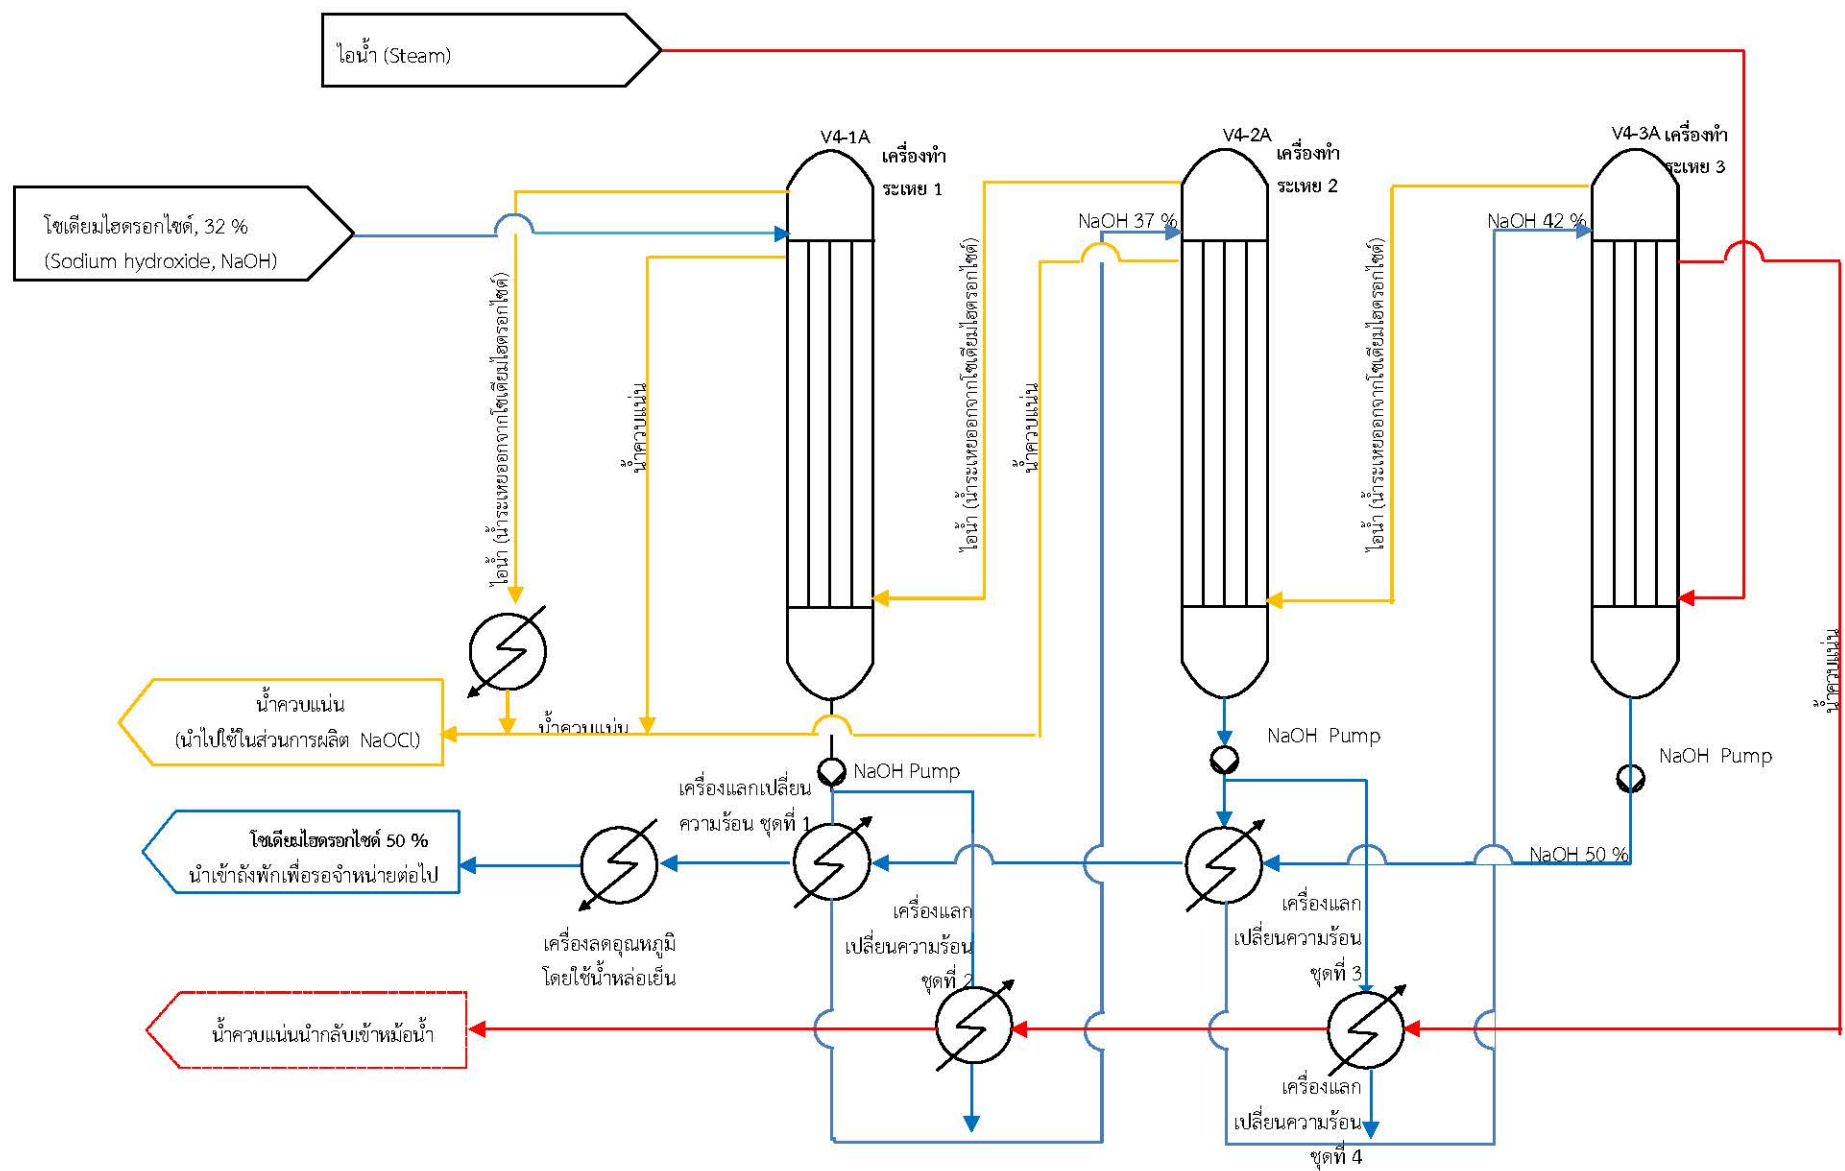 ไอน้ำ (Steam)
V4-1A
เครื่องทำ
ระเหย 1
V4-2A
เครื่องทำ
ระเหย 2
V4-3A
เครื่องทำ
ระเหย 3
โซเดียมไฮดรอกไซด์, 32 %
(Sodium hydroxide, NaOH)
NaOH 37 %
NaOH 42 %
ไอน้ำ (น้ำระเหยออกจากโซเดียมไฮดรอกไซด์)
น้ำควบแน่น
ไอน้ำ (น้ำระเหยออกจากโซเดียมไฮดรอกไซด์)
น้ำควบแน่น
ไอน้ำ (น้ำระเหยออกจากโซเดียมไฮดรอกไซด์)
น้ำควบแน่น
น้ำควบแน่น
(นำไปใช้ในส่วนการผลิต NaOCl)
น้ำควบแน่น
NaOH Pump
NaOH Pump
NaOH Pump
เครื่องแลกเปลี่ยน
ความร้อน ชุดที่ 1
โซเดียมไฮดรอกไซด์ 50 %
นำเข้าถังพักเพื่อรอจำหน่ายต่อไป
NaOH 50 %
เครื่องลดอุณหภูมิ
โดยใช้น้ำหล่อเย็น
เครื่องแลก
เปลี่ยนความร้อน
ชุดที่ 2
เครื่องแลก
เปลี่ยนความร้อน
ชุดที่ 3
น้ำควบแน่นนำกลับเข้าหม้อน้ำ
เครื่องแลก
เปลี่ยนความร้อน
ชุดที่ 4